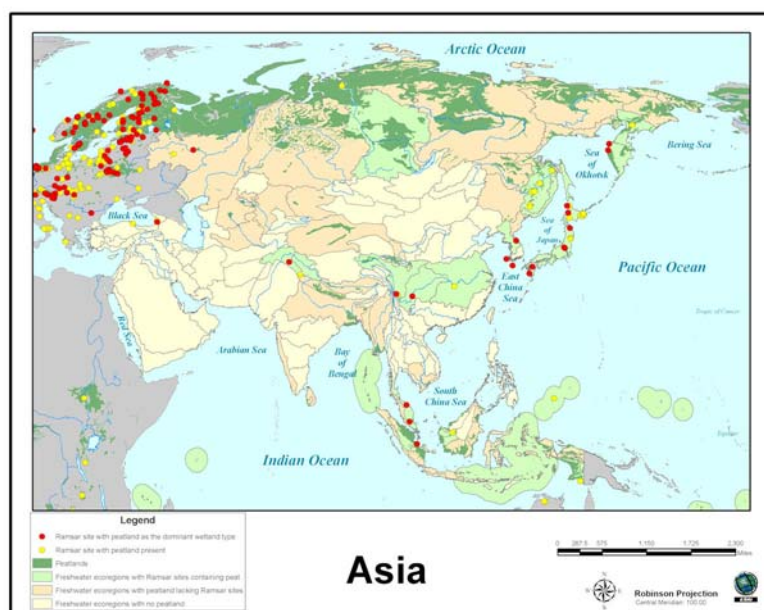 Arctic Ocean
Bering Sea
Sea
of
Okhotsk
Black Sea
Sea
of
Japan
Pacific Ocean
East
China
Sea
Red Sea
Tropic of Cancer
Arabian Sea
Bay
of
Bengal
South
China Sea
Equator
Indian Ocean
Legend
Ramsar site with peatland as the dominant wetland type
Ramsar site with peatland present
Peatlands
Freshwater ecoregions with Ramsar sites containing peat
Freshwater ecoregions with peatland lacking Ramsar sites
Freshwater ecoregions with no peatland
Asia
0 287.5 575 1,150 1,725 2,300
Miles
Robinson Projection
Central Meridian: 100.00